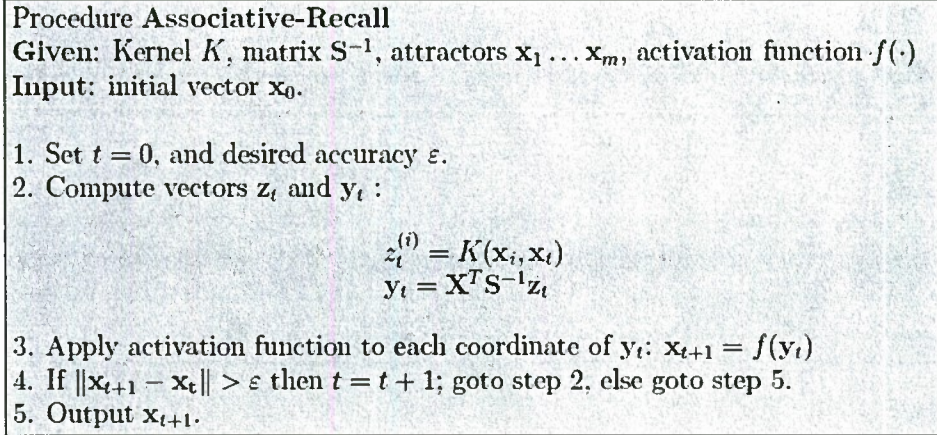 Procedure Associative-Recall
Given: Kernel K, matrix S⁻¹, attractors x₁ … xₘ, activation function f(·)
Input: initial vector x₀.
1. Set t = 0, and desired accuracy ε.
2. Compute vectors zₜ and yₜ :
zₜ⁽ⁱ⁾ = K(xᵢ, xₜ)
yₜ = XᵀS⁻¹zₜ
3. Apply activation function to each coordinate of yₜ: xₜ₊₁ = f(yₜ)
4. If ‖xₜ₊₁ − xₜ‖ > ε then t = t + 1; goto step 2, else goto step 5.
5. Output xₜ₊₁.